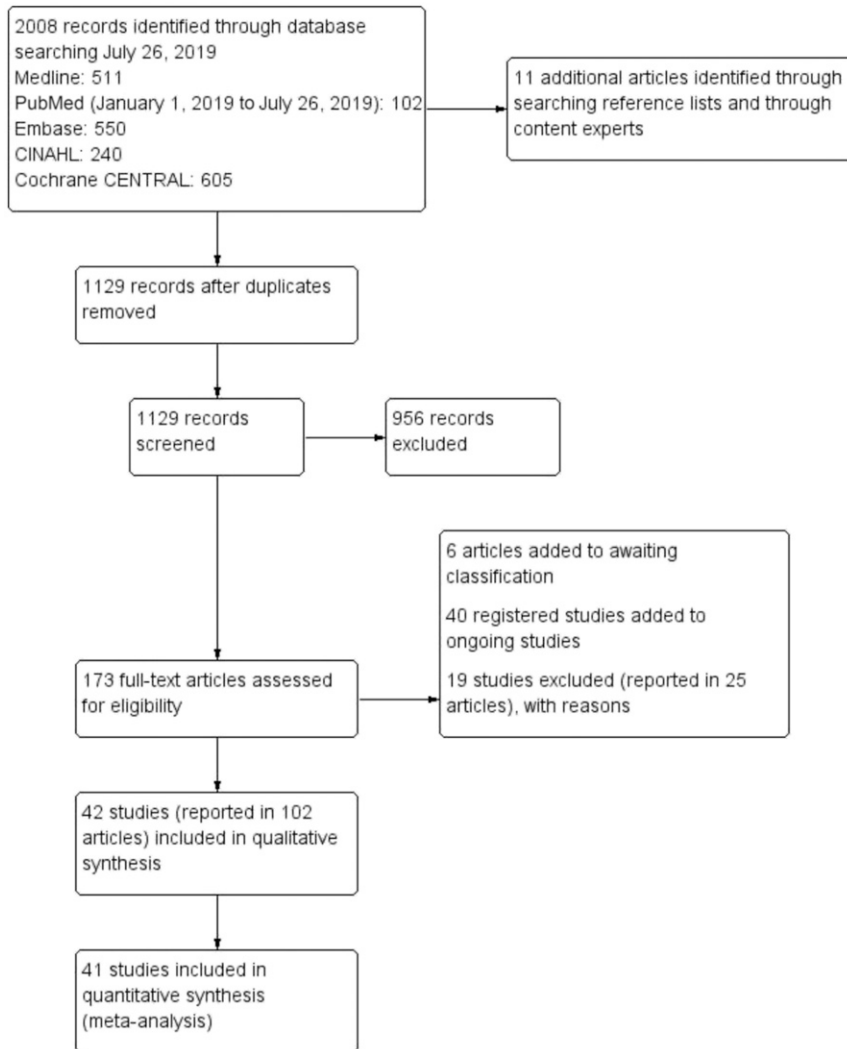 2008 records identified through database
searching July 26, 2019
Medline: 511
PubMed (January 1, 2019 to July 26, 2019): 102
Embase: 550
CINAHL: 240
Cochrane CENTRAL: 605
11 additional articles identified through
searching reference lists and through
content experts
1129 records after duplicates
removed
1129 records
screened
956 records
excluded
6 articles added to awaiting
classification
40 registered studies added to
ongoing studies
19 studies excluded (reported in 25
articles), with reasons
173 full-text articles assessed
for eligibility
42 studies (reported in 102
articles) included in qualitative
synthesis
41 studies included in
quantitative synthesis
(meta-analysis)